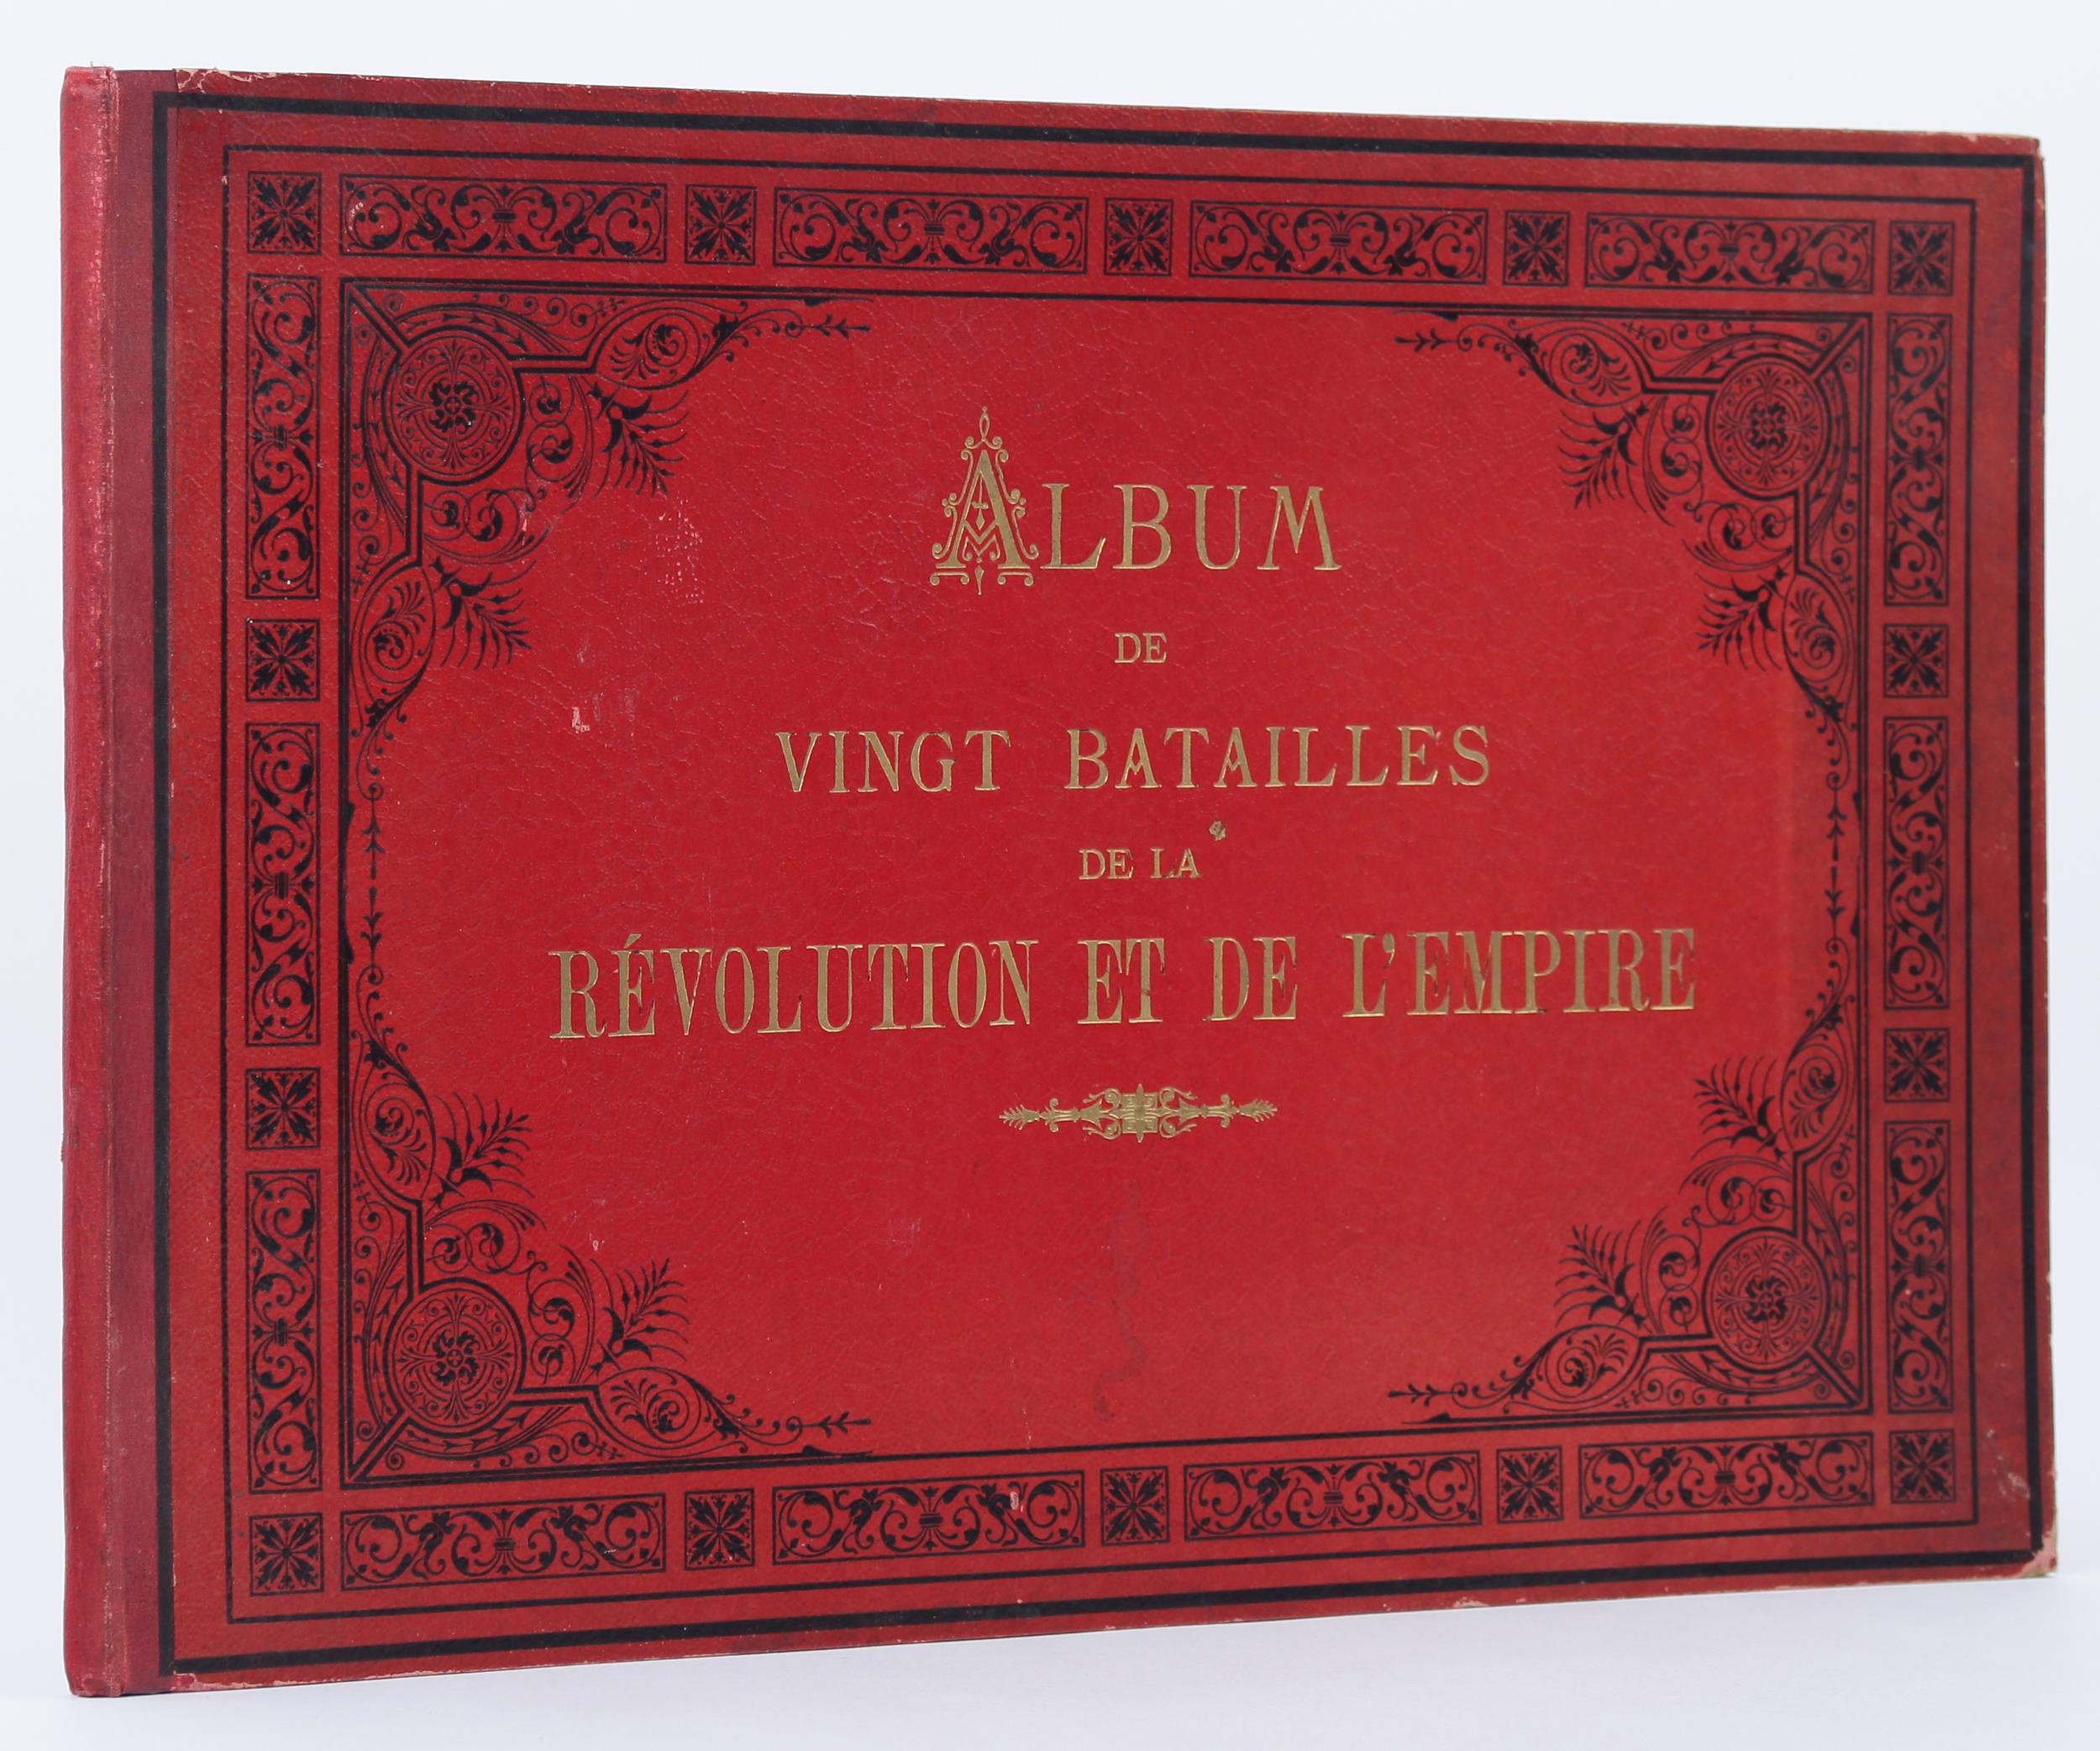 ALBUM
DE
VINGT BATAILLES
DE LA
RÉVOLUTION ET DE L'EMPIRE